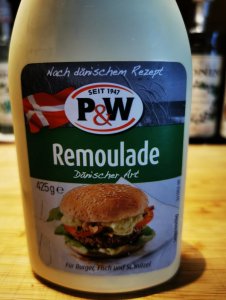 Nach dänischem Rezept
SEIT 1947
P&W
Remoulade
Dänischer Art
425g e
Für Burger, Fisch und Schnitzel